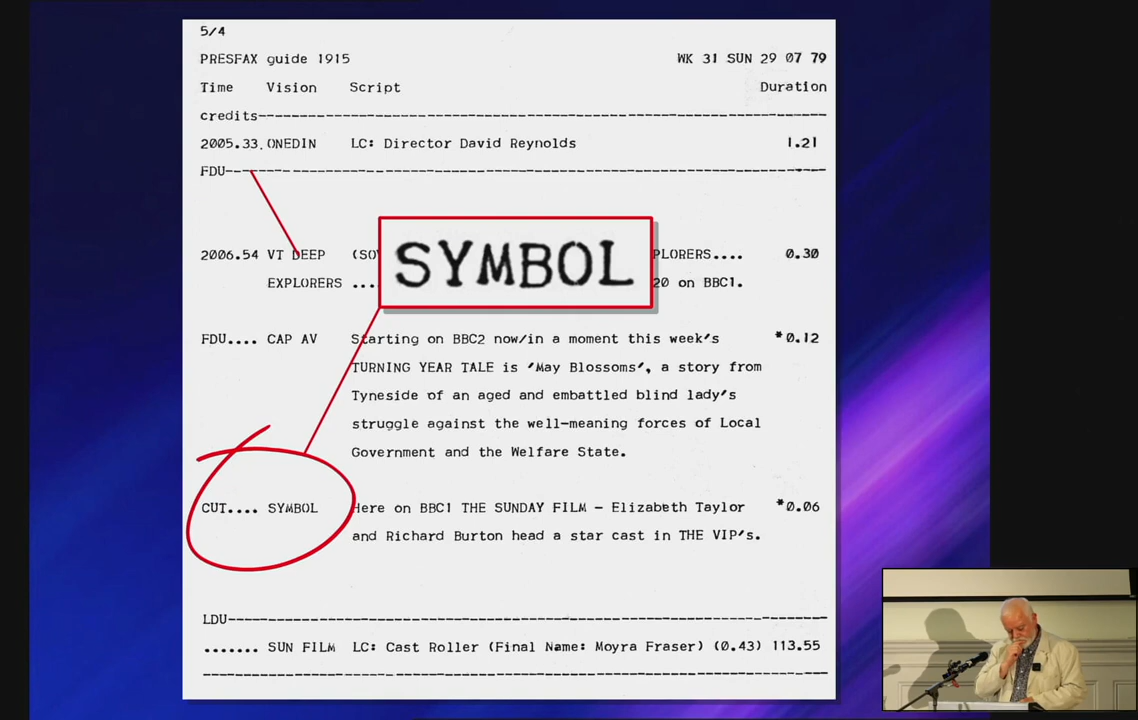 5/4
PRESFAX guide 1915 WK 31 SUN 29 07 79
Time Vision Script Duration
credits
2005.33. ONEDIN LC: Director David Reynolds 1.21
FDU
SYMBOL
2006.54 VT DEEP (SO PLORERS.... 0.30
EXPLORERS ... 20 on BBC1.
FDU.... CAP AV Starting on BBC2 now/in a moment this week's *0.12
TURNING YEAR TALE is 'May Blossoms', a story from
Tyneside of an aged and embattled blind lady's
struggle against the well-meaning forces of Local
Government and the Welfare State.
CUT.... SYMBOL Here on BBC1 THE SUNDAY FILM - Elizabeth Taylor *0.06
and Richard Burton head a star cast in THE VIP's.
LDU
....... SUN FILM LC: Cast Roller (Final Name: Moyra Fraser) (0.43) 113.55